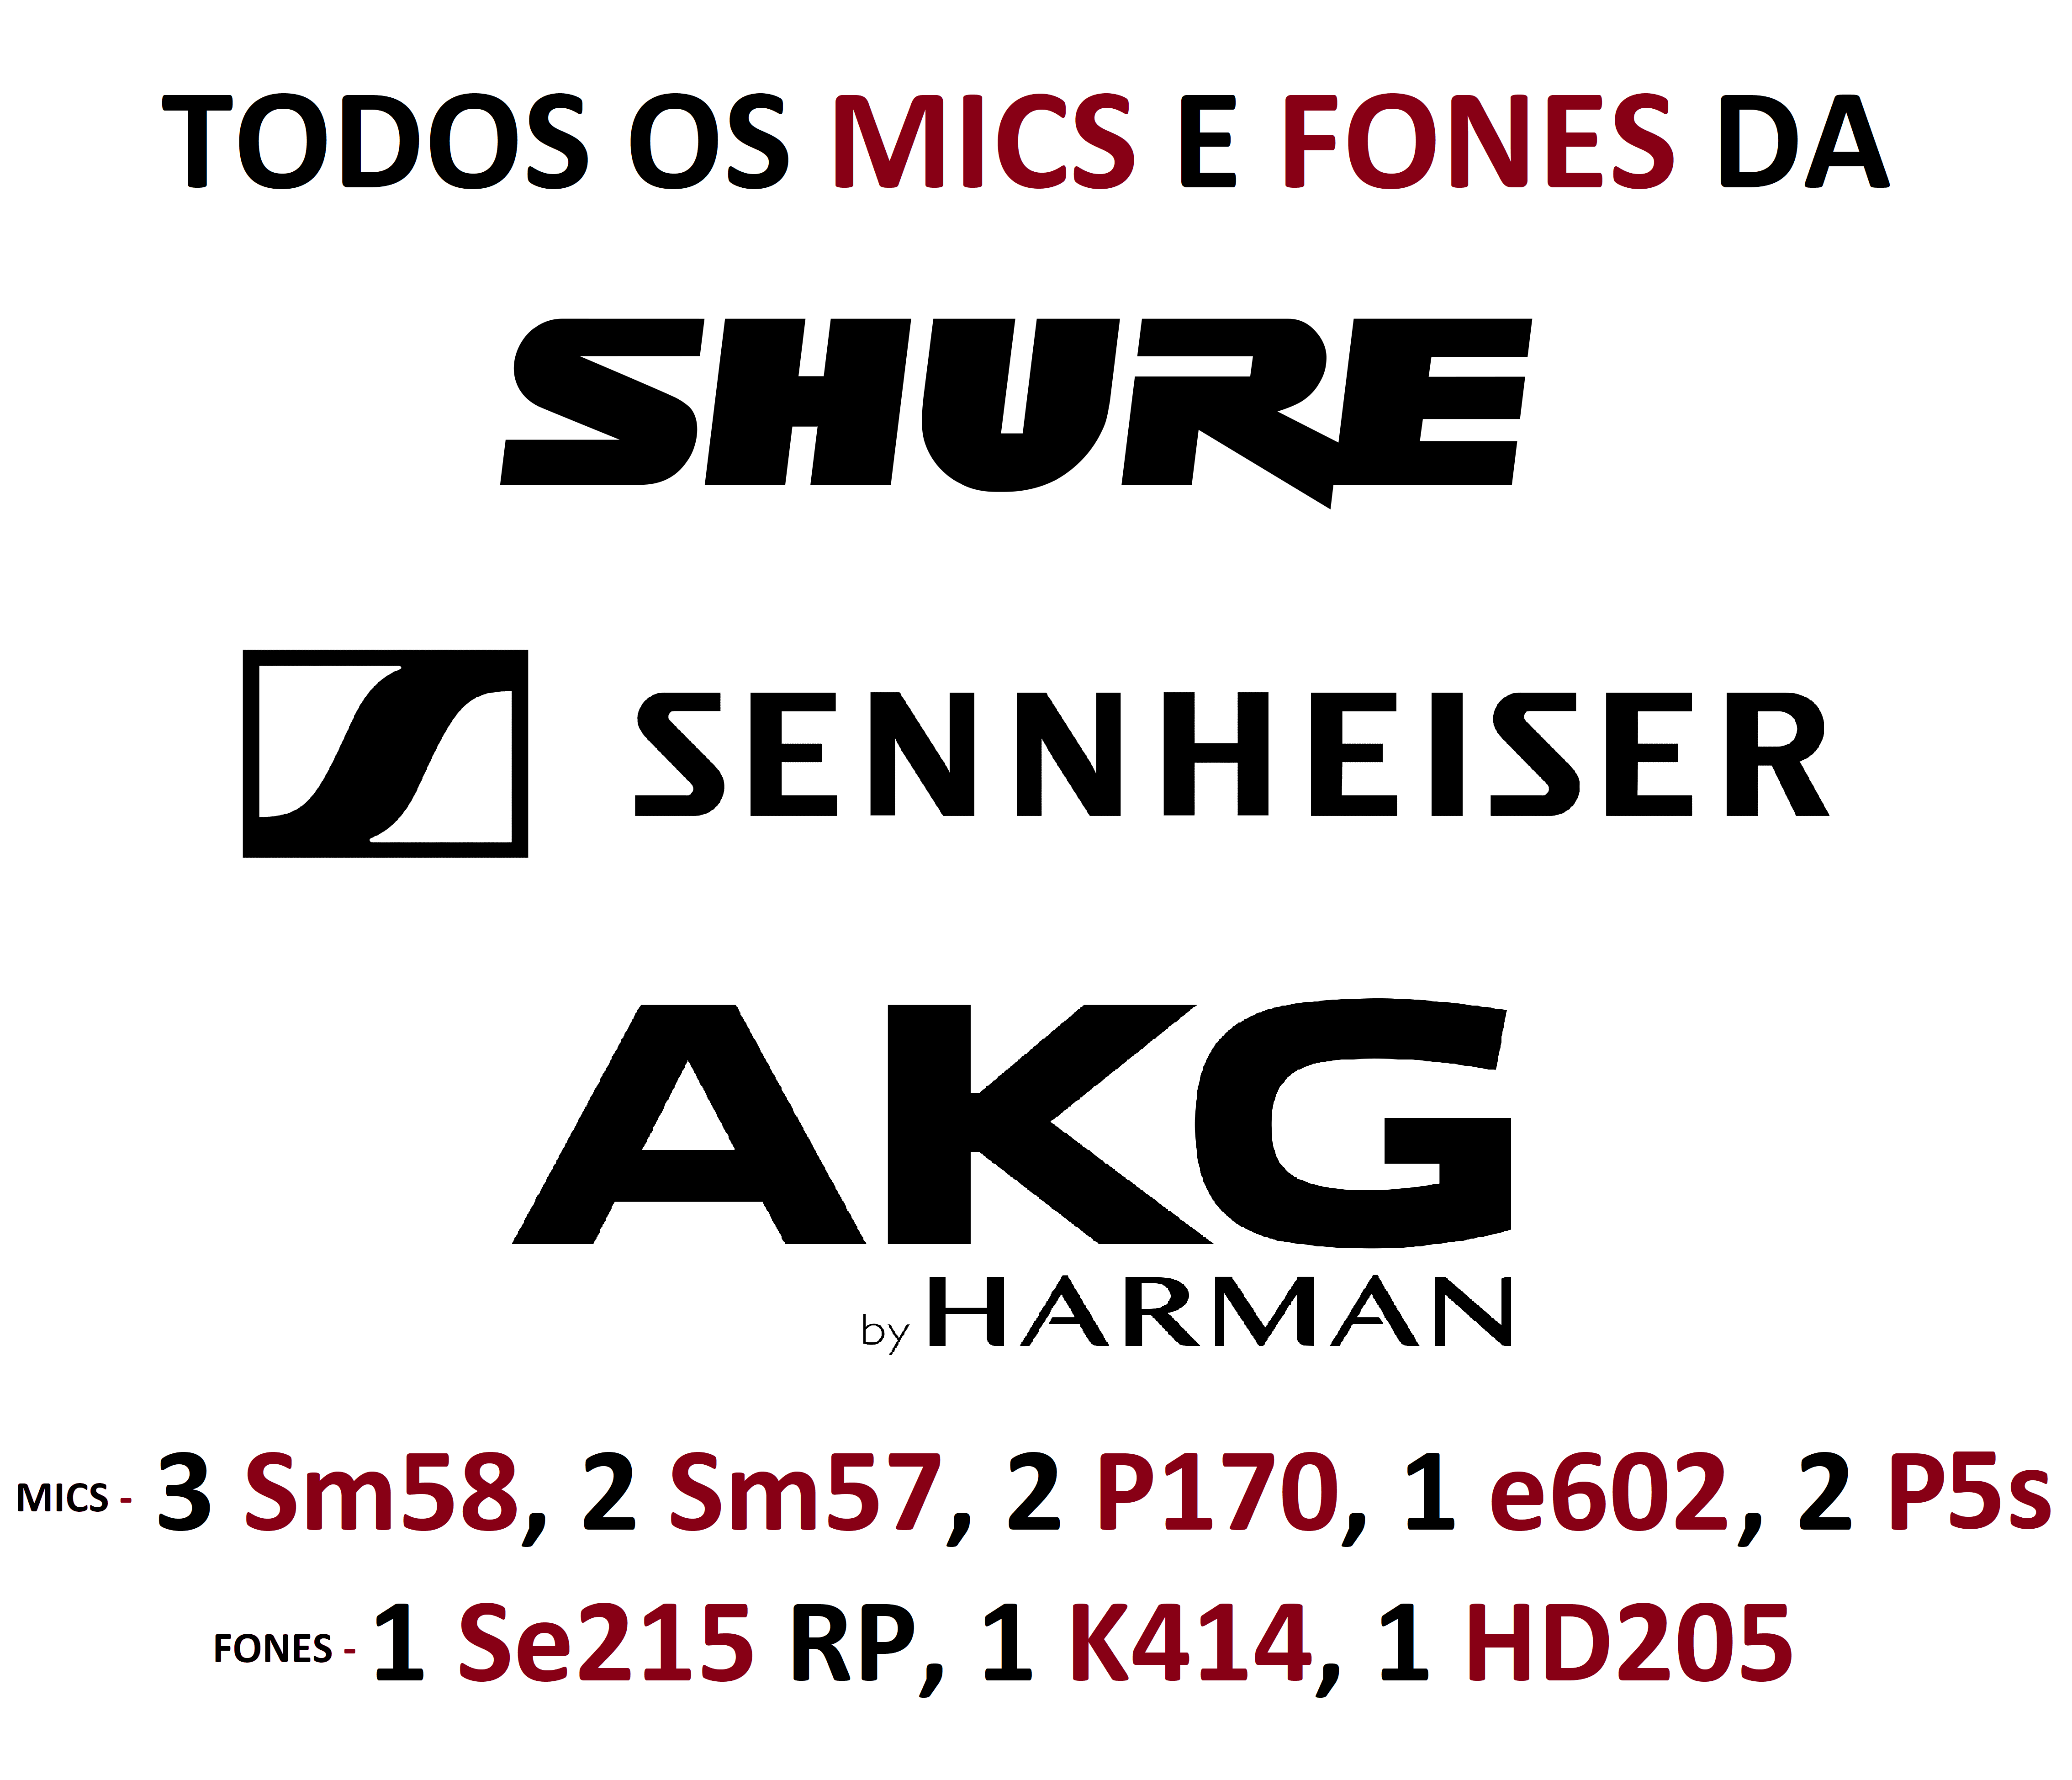 TODOS OS MICS E FONES DA
SHURE
SENNHEISER
AKG
by HARMAN
MICS - 3 Sm58, 2 Sm57, 2 P170, 1 e602, 2 P5s
FONES - 1 Se215 RP, 1 K414, 1 HD205